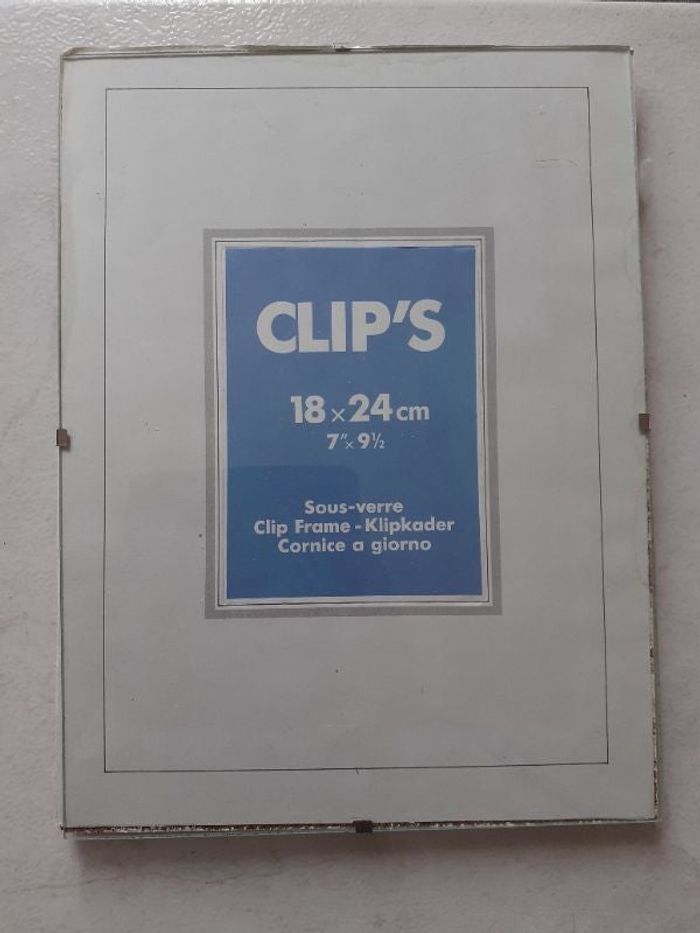 CLIP'S
18 x 24 cm
7" x 9½
Sous-verre
Clip Frame - Klipkader
Cornice a giorno